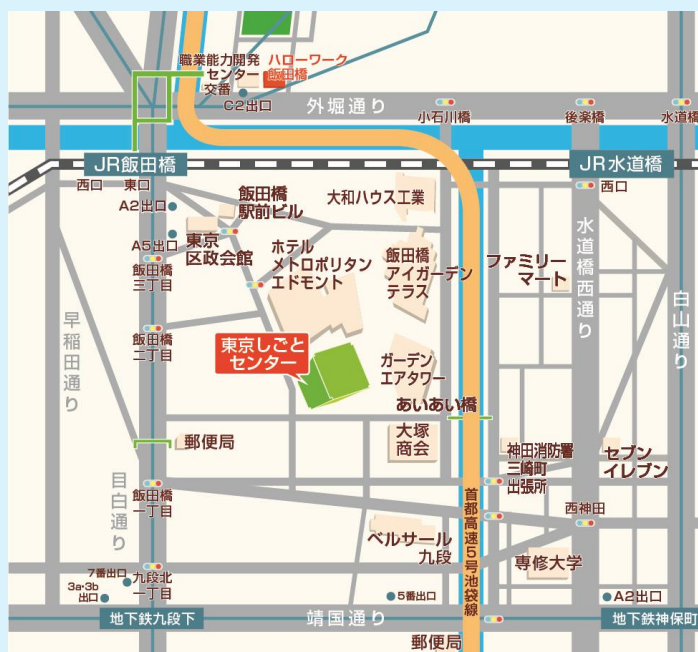 職業能力開発
センター
ハローワーク
飯田橋
交番
C2出口
外堀通り
小石川橋
後楽橋
水道橋
JR飯田橋
JR水道橋
西口
東口
西口
A2出口
飯田橋
駅前ビル
大和ハウス工業
A5出口
東京
区政会館
ホテル
メトロポリタン
エドモント
飯田橋
アイガーデン
テラス
ファミリー
マート
水道橋西通り
白山通り
飯田橋
三丁目
早稲田通り
飯田橋
二丁目
東京しごと
センター
ガーデン
エアタワー
あいあい橋
郵便局
大塚
商会
神田消防署
三崎町
出張所
セブン
イレブン
目白通り
飯田橋
一丁目
首都高速5号池袋線
西神田
ベルサール
九段
専修大学
7番出口
九段北
一丁目
3a・3b
出口
5番出口
A2出口
地下鉄九段下
靖国通り
地下鉄神保町
郵便局